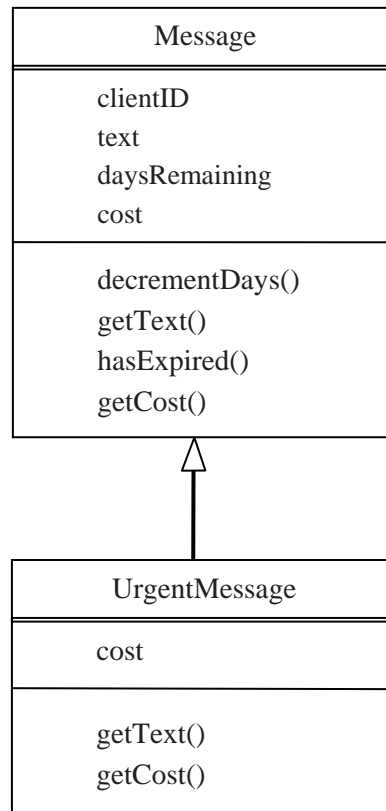 Message
clientID
text
daysRemaining
cost
decrementDays()
getText()
hasExpired()
getCost()
UrgentMessage
cost
getText()
getCost()